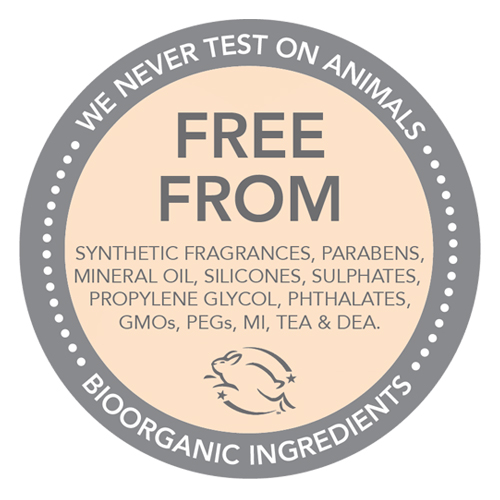 WE NEVER TEST ON ANIMALS
FREE
FROM
SYNTHETIC FRAGRANCES, PARABENS,
MINERAL OIL, SILICONES, SULPHATES,
PROPYLENE GLYCOL, PHTHALATES,
GMOs, PEGs, MI, TEA & DEA.
BIOORGANIC INGREDIENTS